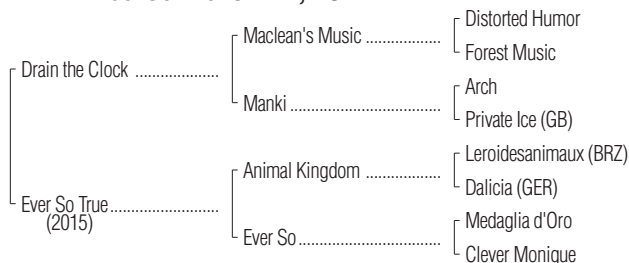 Maclean's Music ...................
Distorted Humor
Forest Music
Drain the Clock .....................
Manki ......................................
Arch
Private Ice (GB)
Animal Kingdom ...................
Leroidesanimaux (BRZ)
Dalicia (GER)
Ever So True...........................
(2015)
Ever So....................................
Medaglia d'Oro
Clever Monique